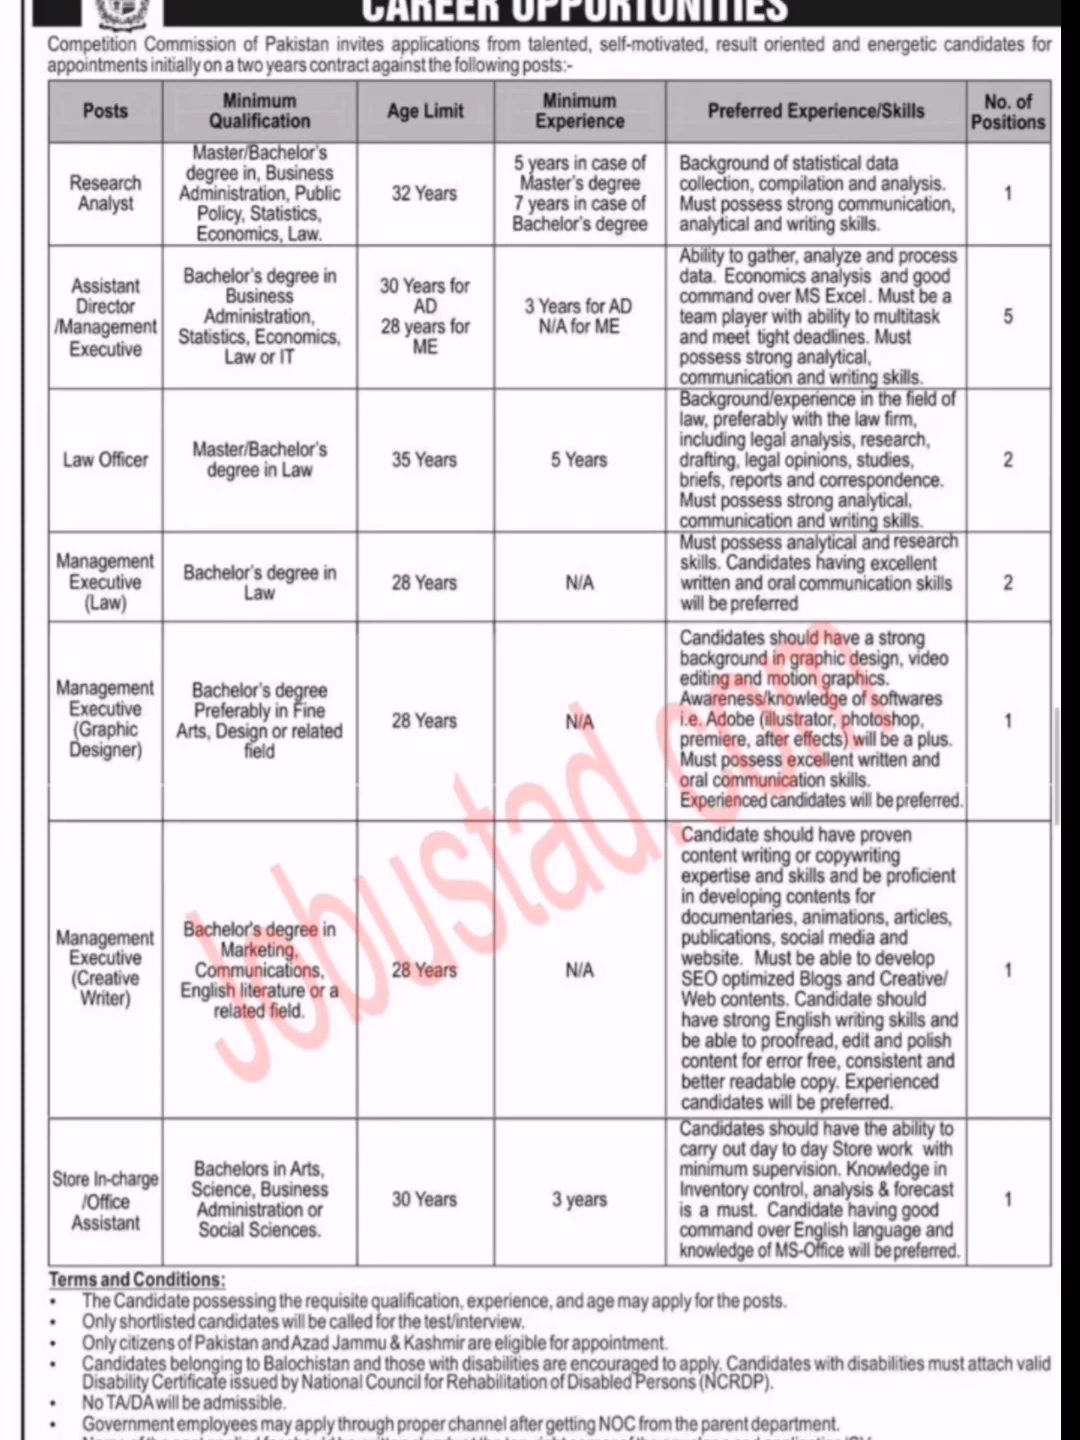 CAREER OPPORTUNITIES
Competition Commission of Pakistan invites applications from talented, self-motivated, result oriented and energetic candidates for
appointments initially on a two years contract against the following posts:-
Posts
Minimum
Qualification
Age Limit
Minimum
Experience
Preferred Experience/Skills
No. of
Positions
Research
Analyst
Master/Bachelor's
degree in, Business
Administration, Public
Policy, Statistics,
Economics, Law.
32 Years
5 years in case of
Master's degree
7 years in case of
Bachelor's degree
Background of statistical data
collection, compilation and analysis.
Must possess strong communication,
analytical and writing skills.
1
Assistant
Director
/Management
Executive
Bachelor's degree in
Business
Administration,
Statistics, Economics,
Law or IT
30 Years for
AD
28 years for
ME
3 Years for AD
N/A for ME
Ability to gather, analyze and process
data. Economics analysis and good
command over MS Excel. Must be a
team player with ability to multitask
and meet tight deadlines. Must
possess strong analytical,
communication and writing skills.
5
Law Officer
Master/Bachelor's
degree in Law
35 Years
5 Years
Background/experience in the field of
law, preferably with the law firm,
including legal analysis, research,
drafting, legal opinions, studies,
briefs, reports and correspondence.
Must possess strong analytical,
communication and writing skills.
2
Management
Executive
(Law)
Bachelor's degree in
Law
28 Years
N/A
Must possess analytical and research
skills. Candidates having excellent
written and oral communication skills
will be preferred
2
Management
Executive
(Graphic
Designer)
Bachelor's degree
Preferably in Fine
Arts, Design or related
field
28 Years
N/A
Candidates should have a strong
background in graphic design, video
editing and motion graphics.
Awareness/knowledge of softwares
i.e. Adobe (illustrator, photoshop,
premiere, after effects) will be a plus.
Must possess excellent written and
oral communication skills.
Experienced candidates will be preferred.
1
Management
Executive
(Creative
Writer)
Bachelor's degree in
Marketing,
Communications,
English literature or a
related field.
28 Years
N/A
Candidate should have proven
content writing or copywriting
expertise and skills and be proficient
in developing contents for
documentaries, animations, articles,
publications, social media and
website. Must be able to develop
SEO optimized Blogs and Creative/
Web contents. Candidate should
have strong English writing skills and
be able to proofread, edit and polish
content for error free, consistent and
better readable copy. Experienced
candidates will be preferred.
1
Store In-charge
/Office
Assistant
Bachelors in Arts,
Science, Business
Administration or
Social Sciences.
30 Years
3 years
Candidates should have the ability to
carry out day to day Store work with
minimum supervision. Knowledge in
Inventory control, analysis & forecast
is a must. Candidate having good
command over English language and
knowledge of MS-Office will be preferred.
1
Jobustad.com
Terms and Conditions:
• The Candidate possessing the requisite qualification, experience, and age may apply for the posts.
• Only shortlisted candidates will be called for the test/interview.
• Only citizens of Pakistan and Azad Jammu & Kashmir are eligible for appointment.
• Candidates belonging to Balochistan and those with disabilities are encouraged to apply. Candidates with disabilities must attach valid
Disability Certificate issued by National Council for Rehabilitation of Disabled Persons (NCRDP).
• No TA/DA will be admissible.
• Government employees may apply through proper channel after getting NOC from the parent department.